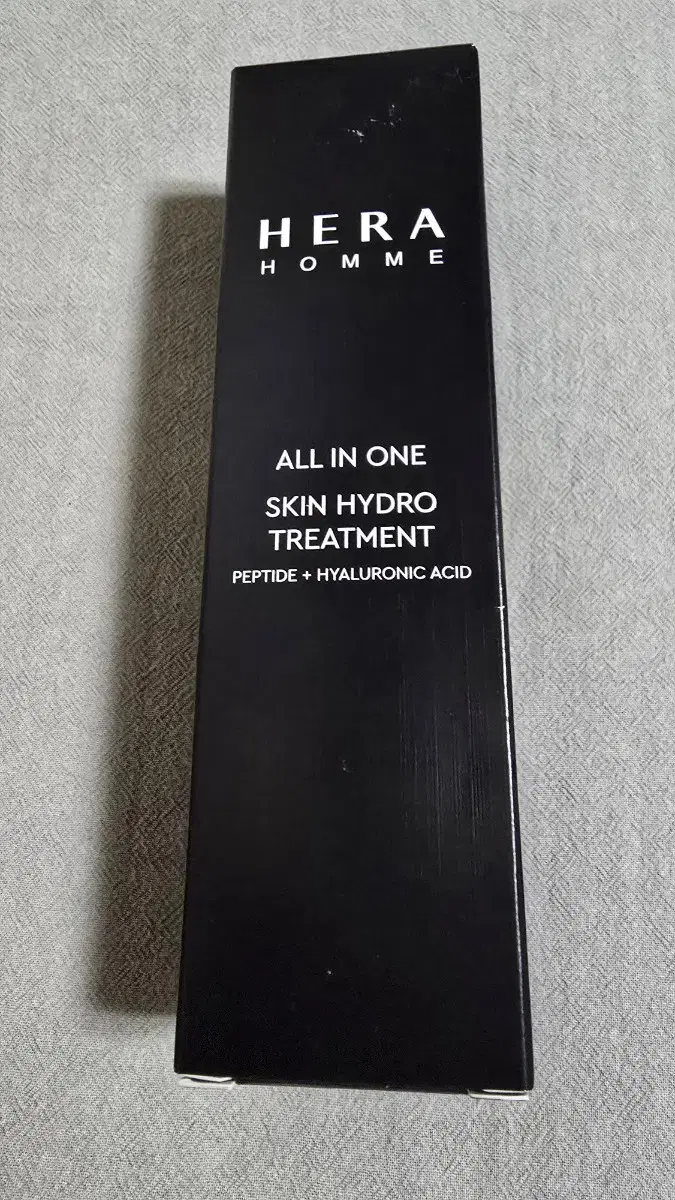 HERA
HOMME
ALL IN ONE
SKIN HYDRO
TREATMENT
PEPTIDE + HYALURONIC ACID